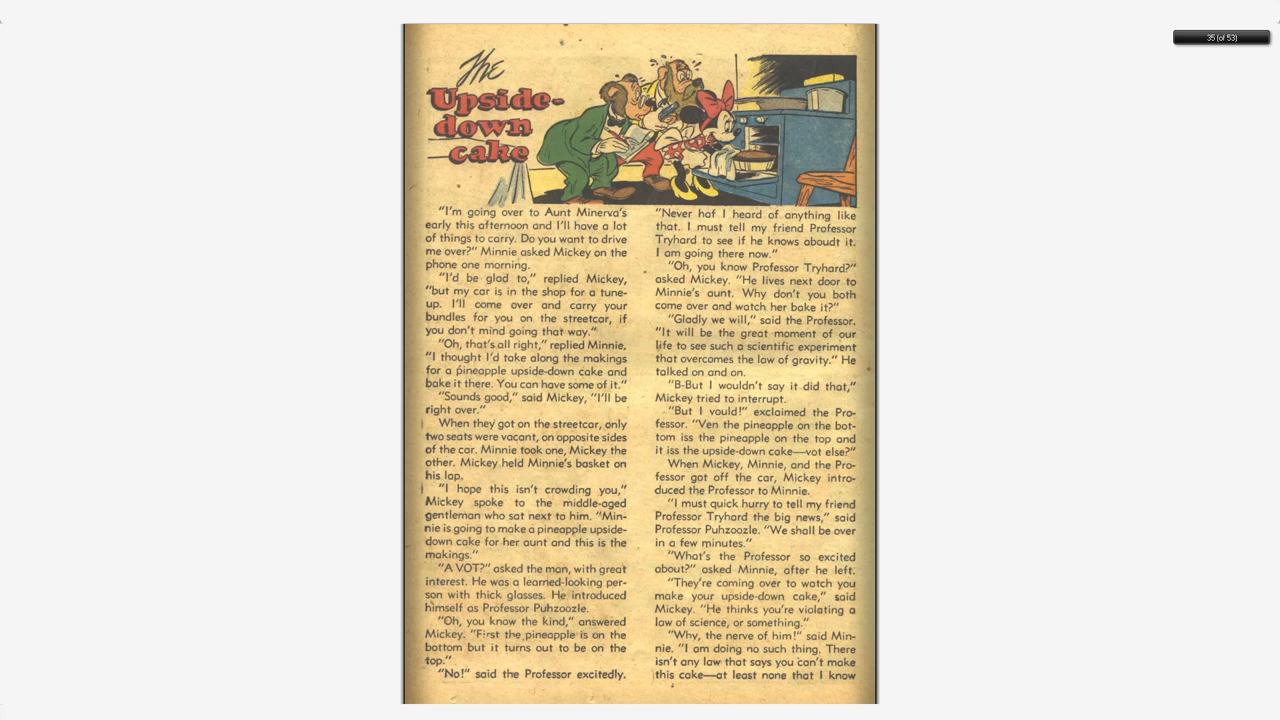 35 (of 53)
The
Upside-
down
cake
"I'm going over to Aunt Minerva's
early this afternoon and I'll have a lot
of things to carry. Do you want to drive
me over?" Minnie asked Mickey on the
phone one morning.
"I'd be glad to," replied Mickey,
"but my car is in the shop for a tune-
up. I'll come over and carry your
bundles for you on the streetcar, if
you don't mind going that way."
"Oh, that's all right," replied Minnie.
"I thought I'd take along the makings
for a pineapple upside-down cake and
bake it there. You can have some of it."
"Sounds good," said Mickey, "I'll be
right over."
When they got on the streetcar, only
two seats were vacant, on opposite sides
of the car. Minnie took one, Mickey the
other. Mickey held Minnie's basket on
his lap.
"I hope this isn't crowding you,"
Mickey spoke to the middle-aged
gentleman who sat next to him. "Min-
nie is going to make a pineapple upside-
down cake for her aunt and this is the
makings."
"A VOT?" asked the man, with great
interest. He was a learned-looking per-
son with thick glasses. He introduced
himself as Professor Puhzoozle.
"Oh, you know the kind," answered
Mickey. "First the pineapple is on the
bottom but it turns out to be on the
top."
"No!" said the Professor excitedly.
"Never haf I heard of anything like
that. I must tell my friend Professor
Tryhard to see if he knows aboudt it.
I am going there now."
"Oh, you know Professor Tryhard?"
asked Mickey. "He lives next door to
Minnie's aunt. Why don't you both
come over and watch her bake it?"
"Gladly we will," said the Professor.
"It will be the great moment of our
life to see such a scientific experiment
that overcomes the law of gravity." He
talked on and on.
"B-But I wouldn't say it did that,"
Mickey tried to interrupt.
"But I vould!" exclaimed the Pro-
fessor. "Ven the pineapple on the bot-
tom iss the pineapple on the top and
it iss the upside-down cake—vot else?"
When Mickey, Minnie, and the Pro-
fessor got off the car, Mickey intro-
duced the Professor to Minnie.
"I must quick hurry to tell my friend
Professor Tryhard the big news," said
Professor Puhzoozle. "We shall be over
in a few minutes."
"What's the Professor so excited
about?" asked Minnie, after he left.
"They're coming over to watch you
make your upside-down cake," said
Mickey. "He thinks you're violating a
law of science, or something."
"Why, the nerve of him!" said Min-
nie. "I am doing no such thing. There
isn't any law that says you can't make
this cake—at least none that I know